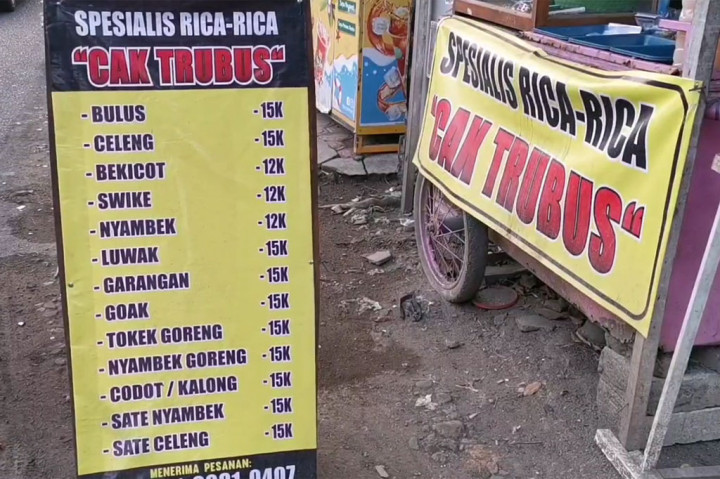 SPESIALIS RICA-RICA
"CAK TRUBUS"
- BULUS -15K
- CELENG -15K
- BEKICOT -12K
- SWIKE -12K
- NYAMBEK -12K
- LUWAK -15K
- GARANGAN -15K
- GOAK -15K
- TOKEK GORENG -15K
- NYAMBEK GORENG -15K
- CODOT / KALONG -15K
- SATE NYAMBEK -15K
- SATE CELENG -15K
MENERIMA PESANAN:
SPESIALIS RICA-RICA
"CAK TRUBUS"